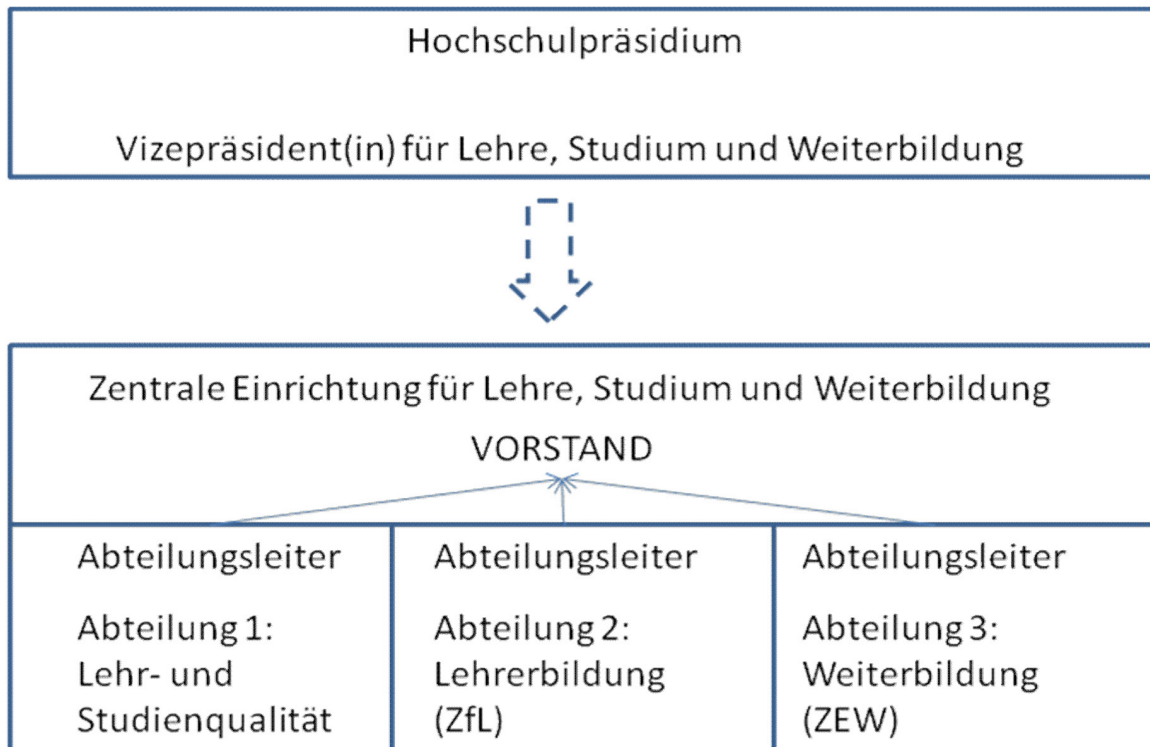 Hochschulpräsidium
Vizepräsident(in) für Lehre, Studium und Weiterbildung
Zentrale Einrichtung für Lehre, Studium und Weiterbildung
VORSTAND
Abteilungsleiter
Abteilung 1:
Lehr- und
Studienqualität
Abteilungsleiter
Abteilung 2:
Lehrerbildung
(ZfL)
Abteilungsleiter
Abteilung 3:
Weiterbildung
(ZEW)